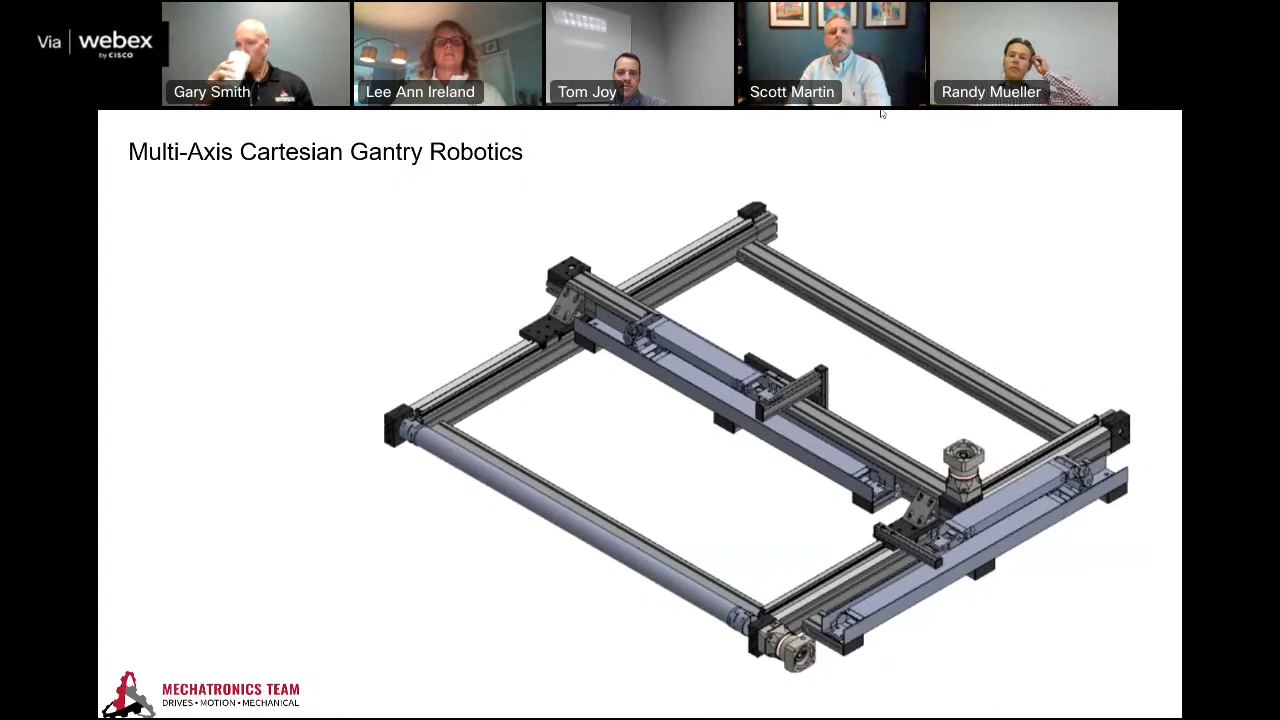 Via webex
by CISCO
Gary Smith
Lee Ann Ireland
Tom Joy
Scott Martin
Randy Mueller
Multi-Axis Cartesian Gantry Robotics
MECHATRONICS TEAM
DRIVES • MOTION • MECHANICAL